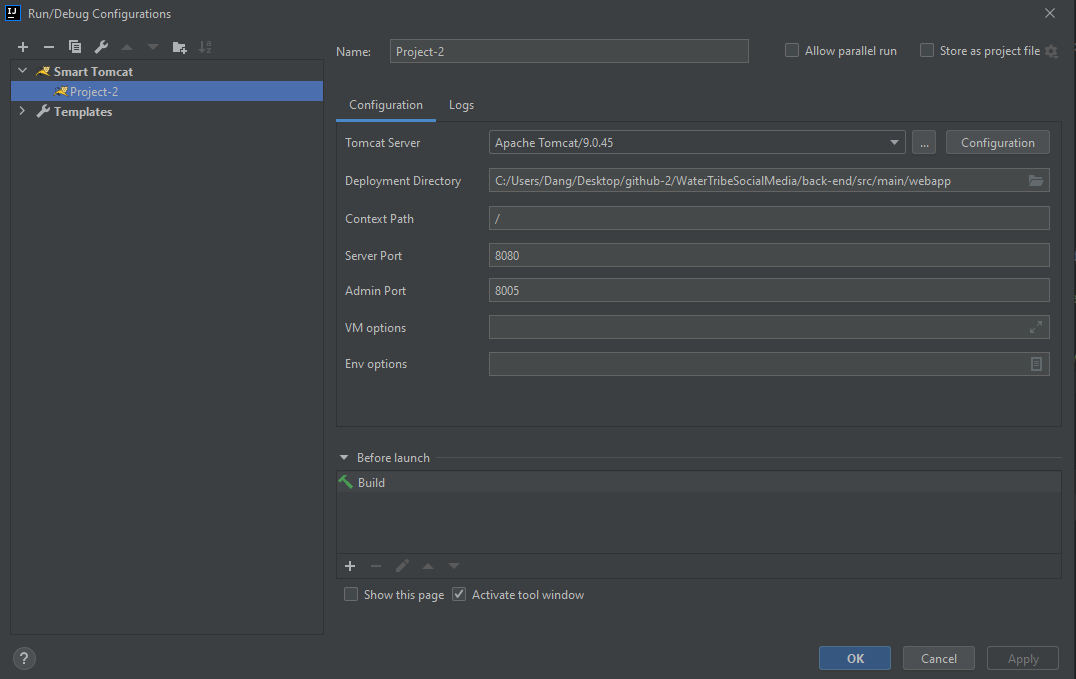 IJ Run/Debug Configurations
Name: Project-2 Allow parallel run Store as project file
Smart Tomcat
Project-2
Templates
Configuration Logs
Tomcat Server Apache Tomcat/9.0.45 ... Configuration
Deployment Directory C:/Users/Dang/Desktop/github-2/WaterTribeSocialMedia/back-end/src/main/webapp
Context Path /
Server Port 8080
Admin Port 8005
VM options
Env options
Before launch
Build
Show this page Activate tool window
? OK Cancel Apply